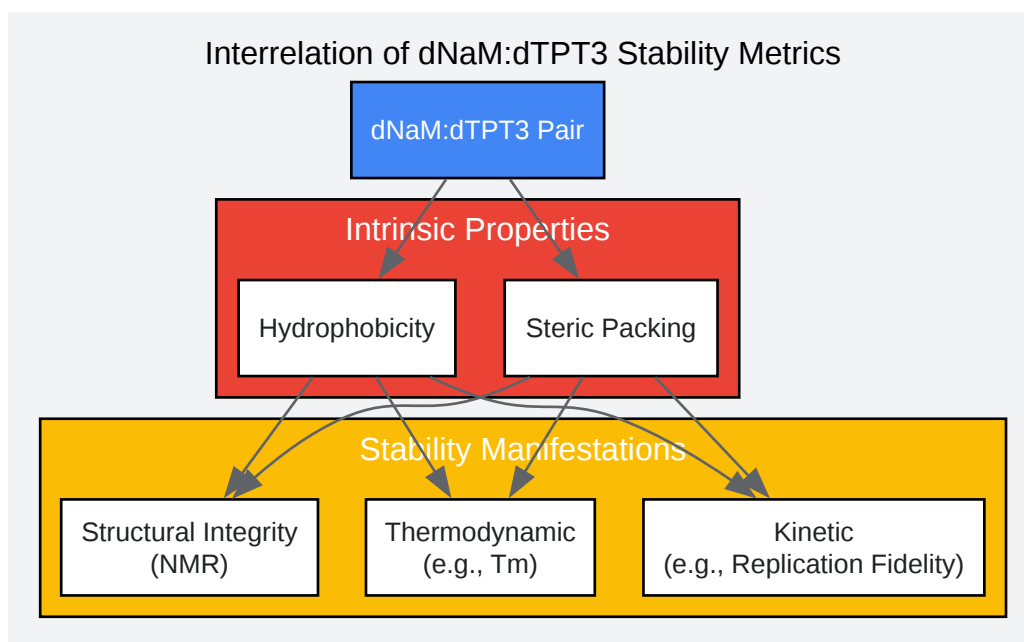 Interrelation of dNaM:dTPT3 Stability Metrics
dNaM:dTPT3 Pair
Intrinsic Properties
Hydrophobicity
Steric Packing
Stability Manifestations
Structural Integrity
(NMR)
Thermodynamic
(e.g., Tm)
Kinetic
(e.g., Replication Fidelity)